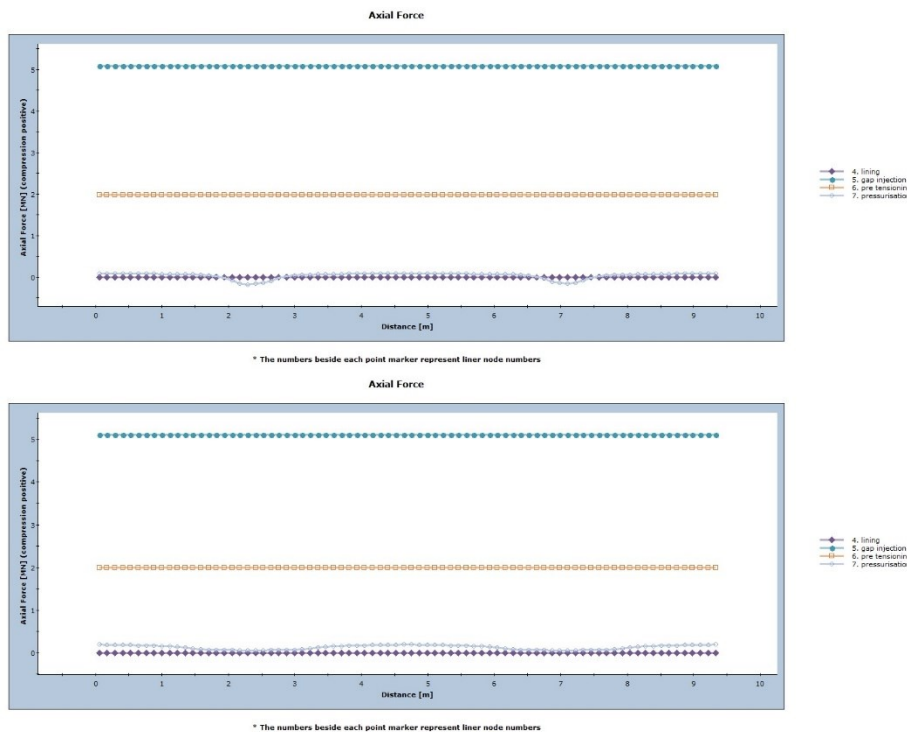 Axial Force
Axial Force [MN] (compression positive)
5
4
3
2
1
0
0 1 2 3 4 5 6 7 8 9 10
Distance [m]
4. lining
5. gap injection
6. pre tensionin
7. pressurisatio
* The numbers beside each point marker represent liner node numbers
Axial Force
Axial Force [MN] (compression positive)
5
4
3
2
1
0
0 1 2 3 4 5 6 7 8 9 10
Distance [m]
4. lining
5. gap injection
6. pre tensionin
7. pressurisatio
* The numbers beside each point marker represent liner node numbers